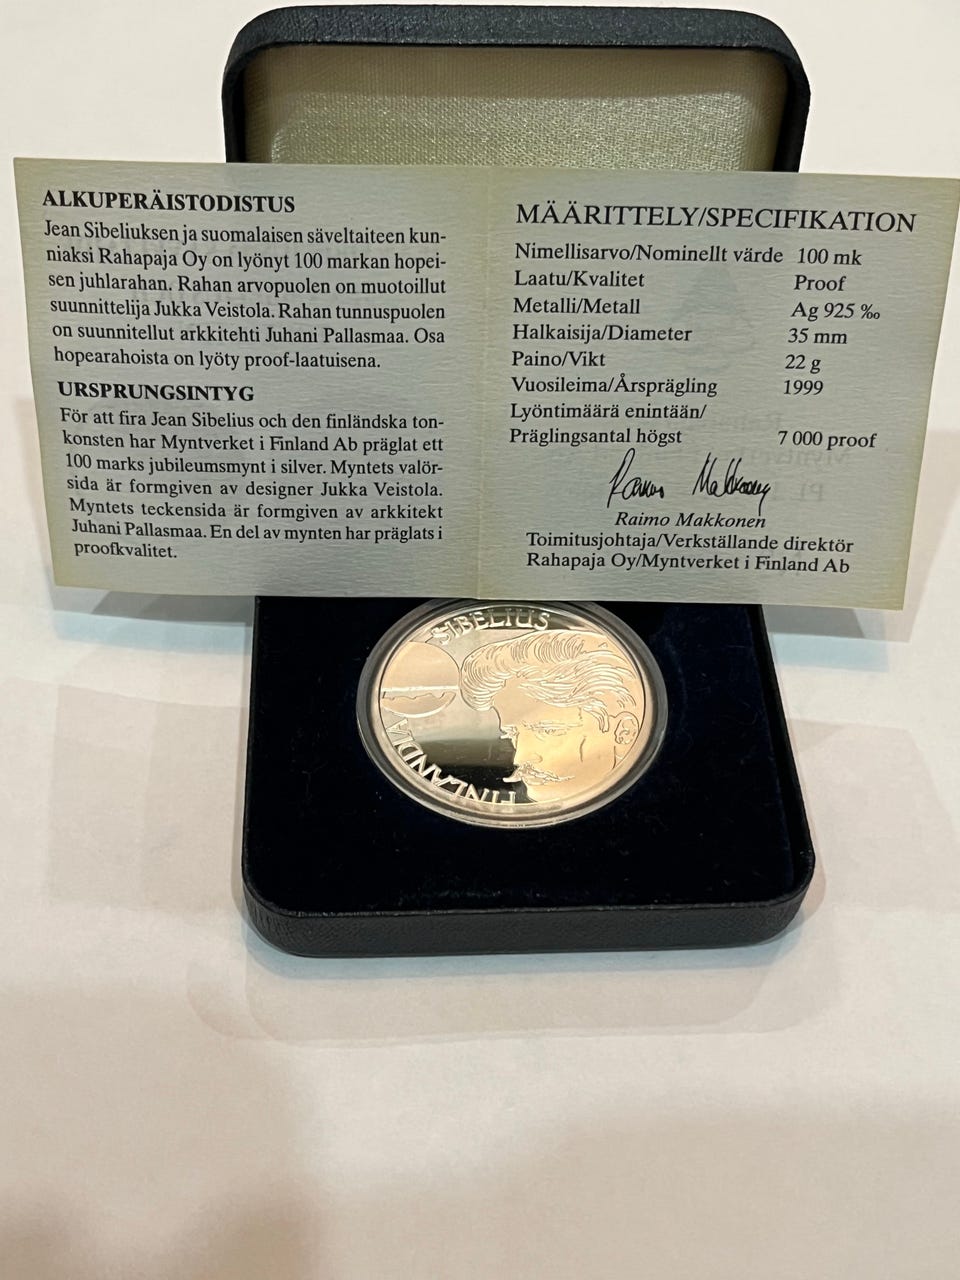 ALKUPERÄISTODISTUS
Jean Sibeliuksen ja suomalaisen säveltaiteen kun-
niaksi Rahapaja Oy on lyönyt 100 markan hopei-
sen juhlarahan. Rahan arvopuolen on muotoillut
suunnittelija Jukka Veistola. Rahan tunnuspuolen
on suunnitellut arkkitehti Juhani Pallasmaa. Osa
hopearahoista on lyöty proof-laatuisena.
URSPRUNGSINTYG
För att fira Jean Sibelius och den finländska ton-
konsten har Myntverket i Finland Ab präglat ett
100 marks jubileumsmynt i silver. Myntets valör-
sida är formgiven av designer Jukka Veistola.
Myntets teckensida är formgiven av arkkitekt
Juhani Pallasmaa. En del av mynten har präglats i
proofkvalitet.
MÄÄRITTELY/SPECIFIKATION
Nimellisarvo/Nominellt värde 100 mk
Laatu/Kvalitet Proof
Metalli/Metall Ag 925 ‰
Halkaisija/Diameter 35 mm
Paino/Vikt 22 g
Vuosileima/Årsprägling 1999
Lyöntimäärä enintään/
Präglingsantal högst 7 000 proof
Raimo Makkonen
Raimo Makkonen
Toimitusjohtaja/Verkställande direktör
Rahapaja Oy/Myntverket i Finland Ab
SIBELIUS
FINLANDIA